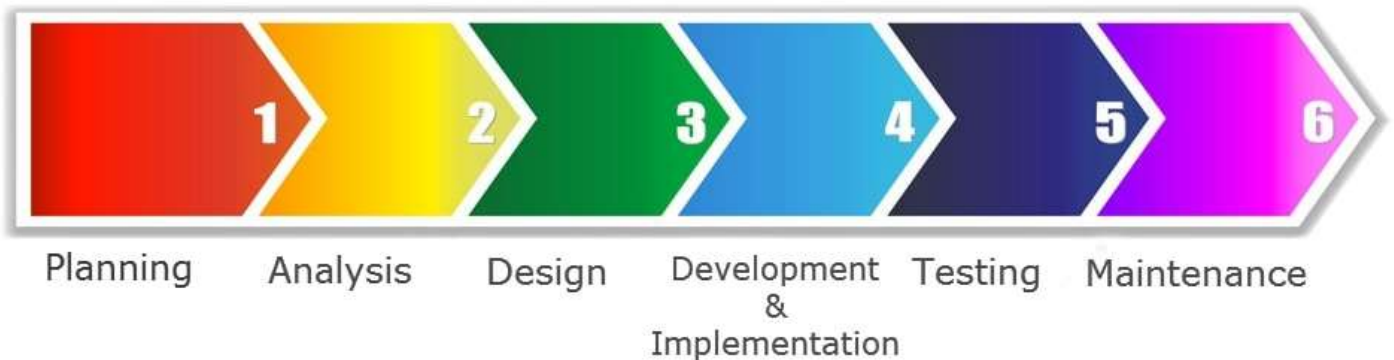 1 2 3 4 5 6
Planning Analysis Design Development Testing Maintenance
&
Implementation